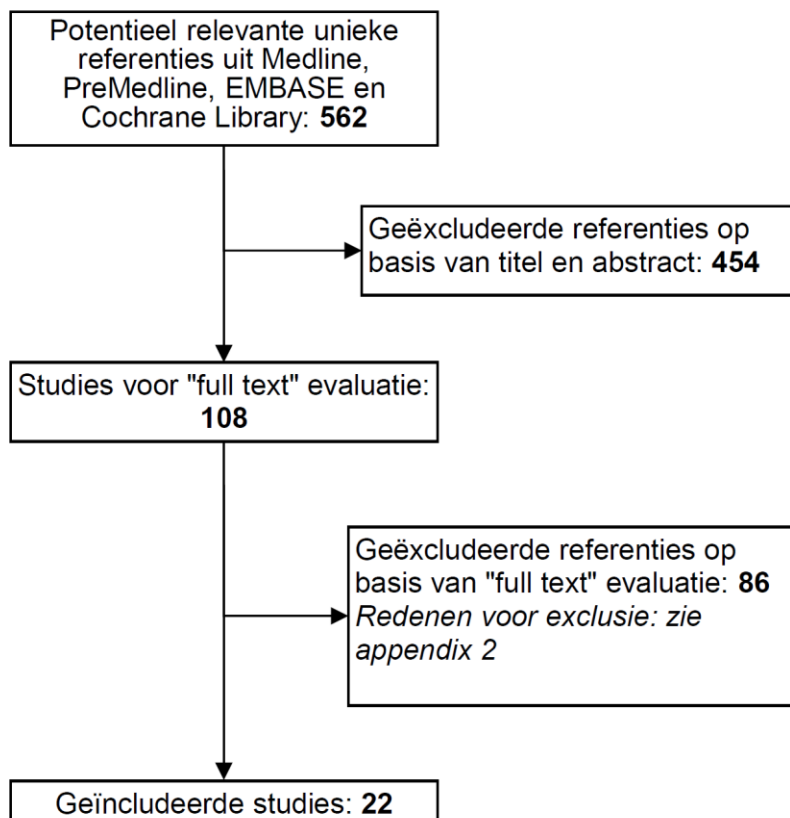 Potentieel relevante unieke
referenties uit Medline,
PreMedline, EMBASE en
Cochrane Library: 562
Geëxcludeerde referenties op
basis van titel en abstract: 454
Studies voor "full text" evaluatie:
108
Geëxcludeerde referenties op
basis van "full text" evaluatie: 86
Redenen voor exclusie: zie
appendix 2
Geïncludeerde studies: 22